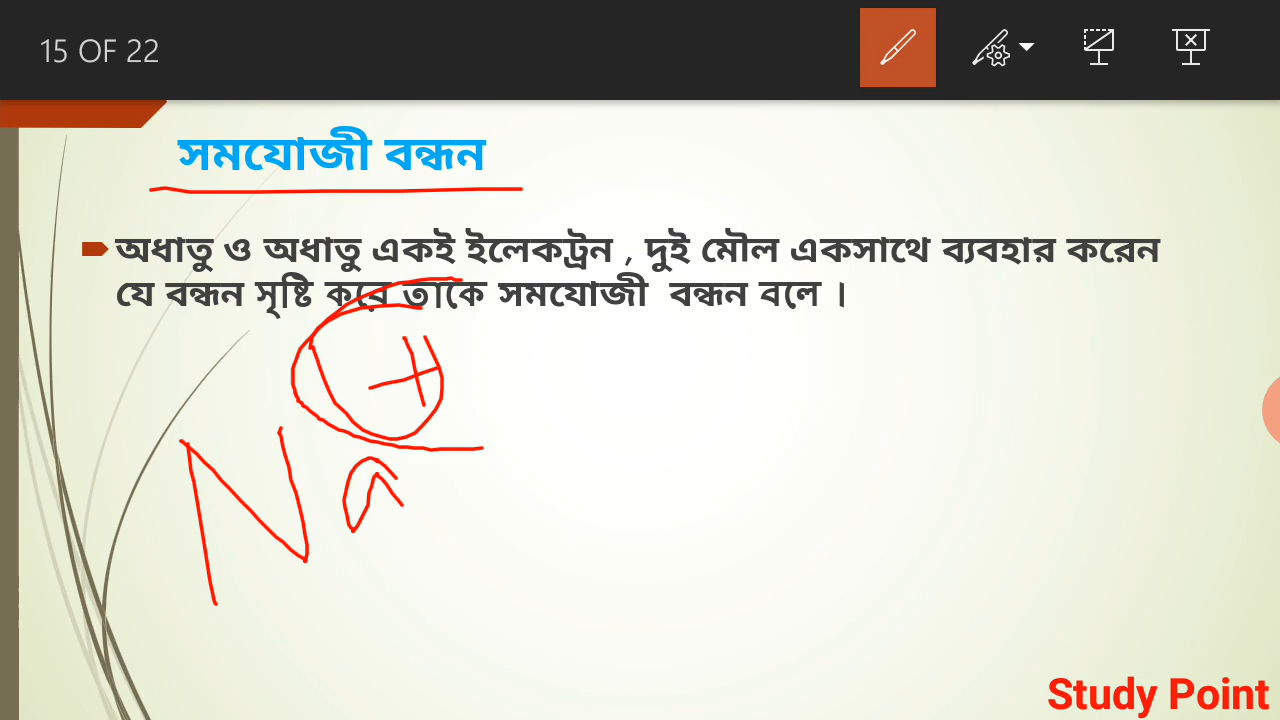 15 OF 22
সমযোজী বন্ধন
অধাতু ও অধাতু একই ইলেকট্রন , দুই মৌল একসাথে ব্যবহার করেন
যে বন্ধন সৃষ্টি করে তাকে সমযোজী বন্ধন বলে ।
+
Na
Study Point